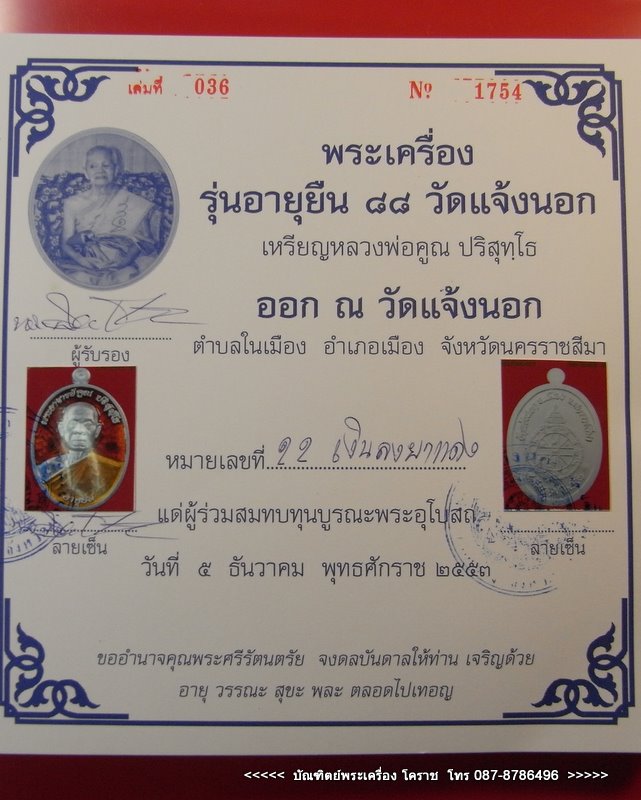 เล่มที่ 036
Nº 1754
พระเครื่อง
รุ่นอายุยืน ๘๘ วัดแจ้งนอก
เหรียญหลวงพ่อคูณ ปริสุทฺโธ
ออก ณ วัดแจ้งนอก
ผู้รับรอง
ตำบลในเมือง อำเภอเมือง จังหวัดนครราชสีมา
หมายเลขที่ ๑๑ เงินลงยาแดง
แด่ผู้ร่วมสมทบทุนบูรณะพระอุโบสถ
ลายเซ็น
ลายเซ็น
วันที่ ๕ ธันวาคม พุทธศักราช ๒๕๕๓
ขออำนาจคุณพระศรีรัตนตรัย จงดลบันดาลให้ท่าน เจริญด้วย
อายุ วรรณะ สุขะ พละ ตลอดไปเทอญ
<<<<< บัณฑิตย์พระเครื่อง โคราช โทร 087-8786496 >>>>>